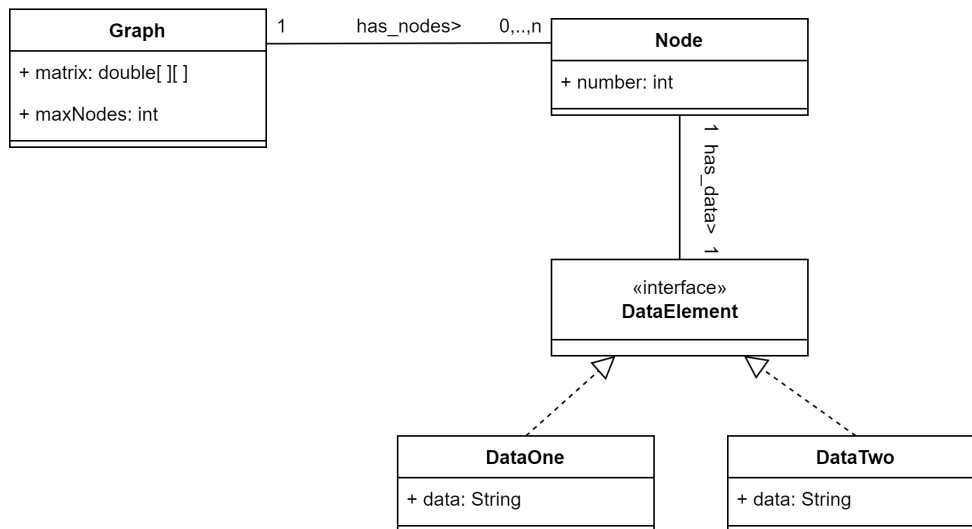 Graph
+ matrix: double[ ][ ]
+ maxNodes: int
1 has_nodes> 0,..,n
Node
+ number: int
1 has_data> 1
«interface»
DataElement
DataOne
+ data: String
DataTwo
+ data: String